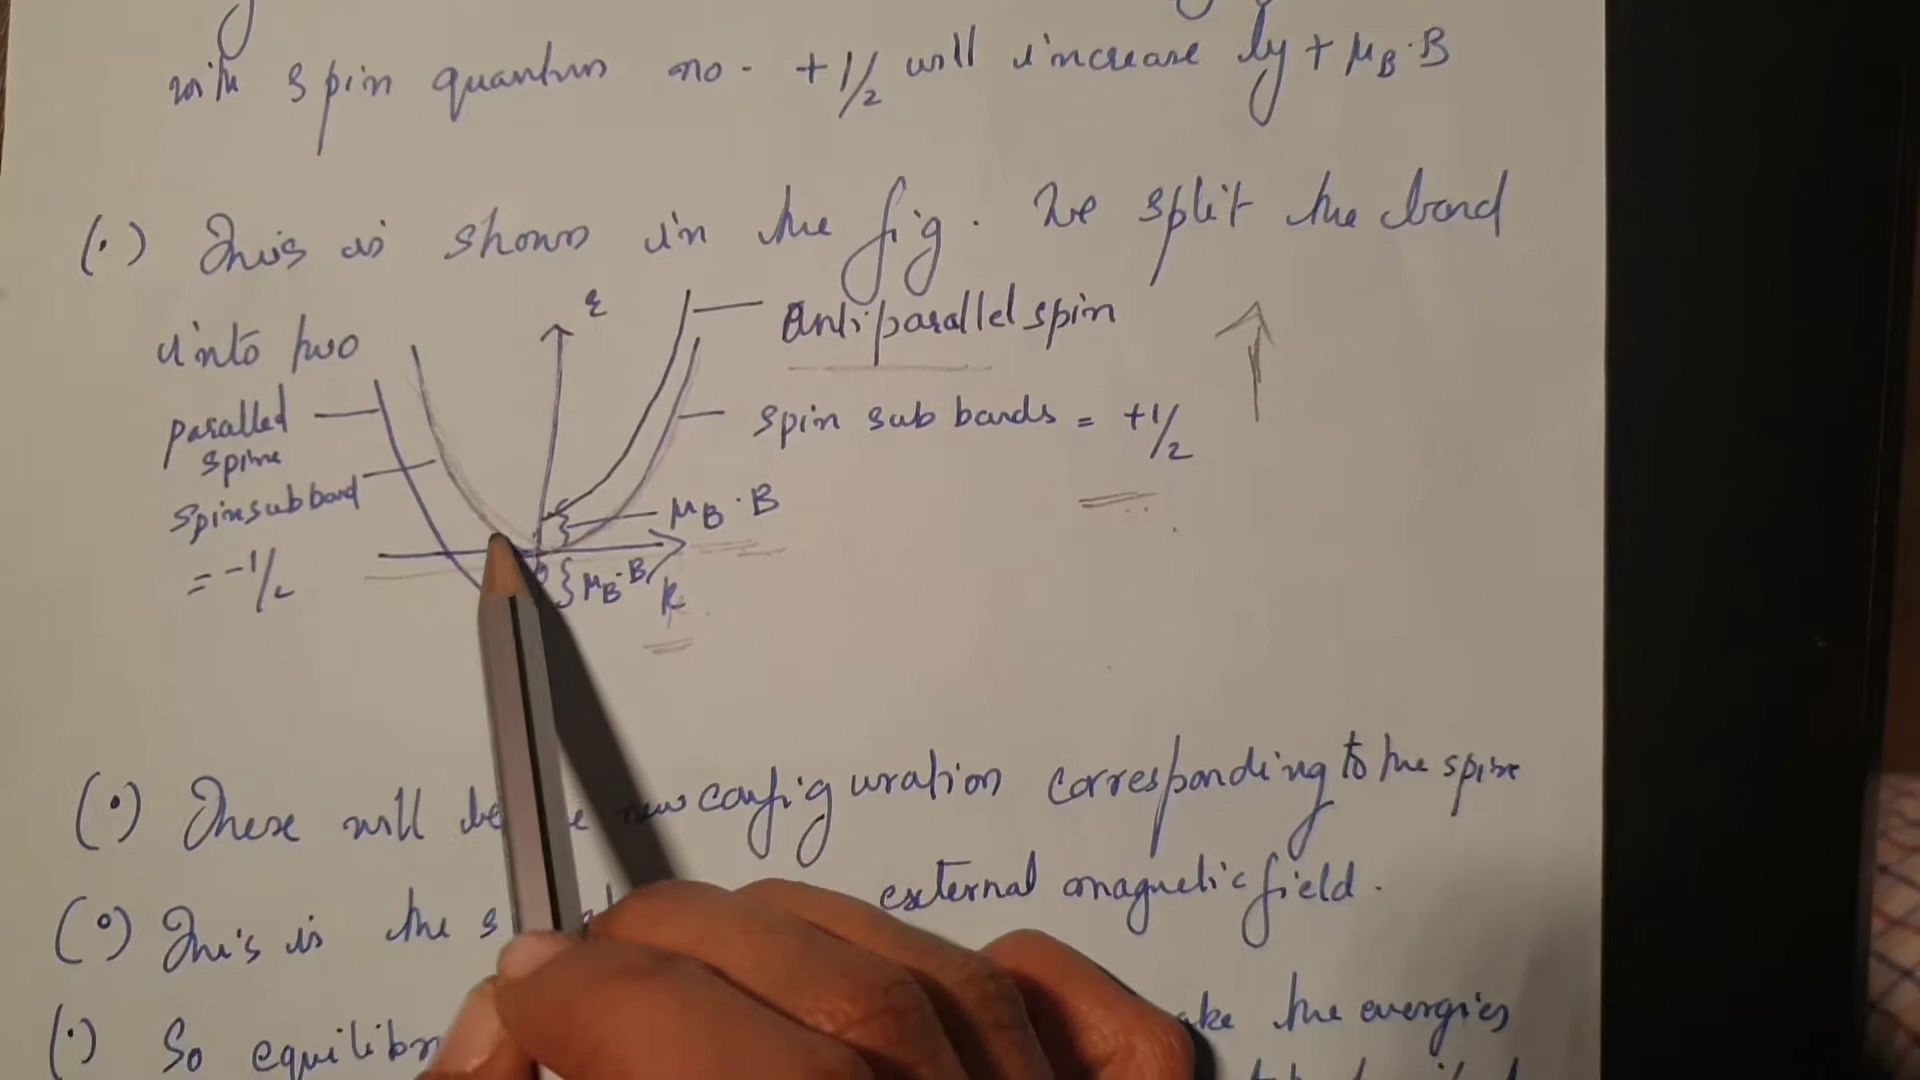 with spin quantum no. +1/2 will increase by + μB.B
(.) This is shown in the fig. We split the band
into two
ε
Antiparallel spin
parallel spin
spin sub bands = +1/2
spin sub band = -1/2
μB.B
μB.B
k
(.) There will be new configuration corresponding to the spin
(.) This is the external magnetic field.
(.) So the energies